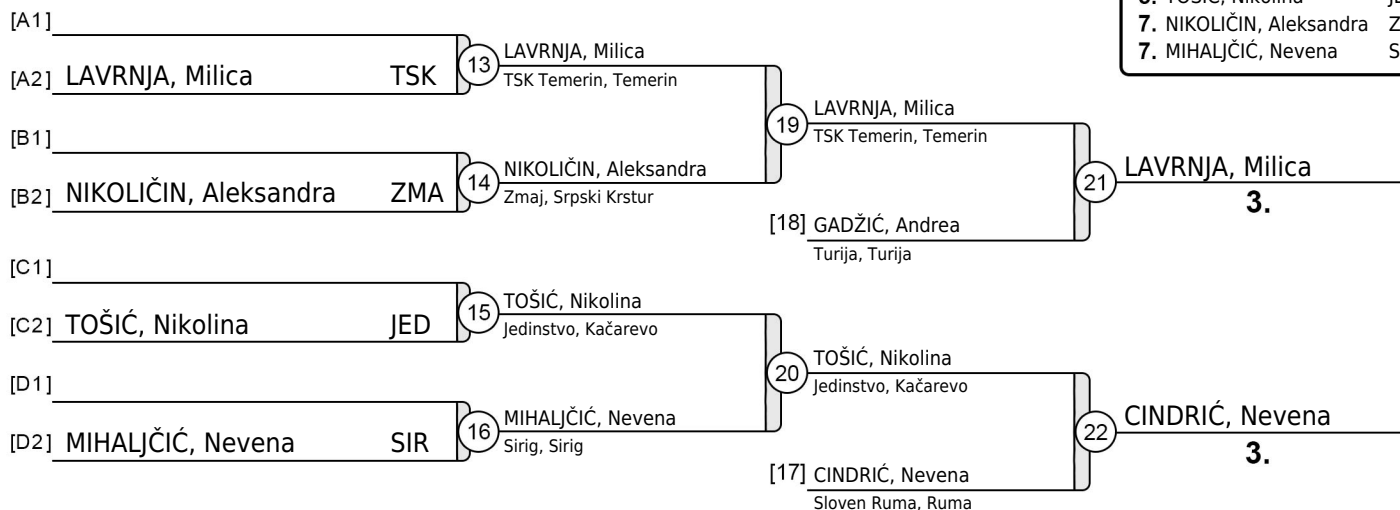 7. NIKOLIČIN, Aleksandra Z
7. MIHALJČIĆ, Nevena S
[A1]
[A2] LAVRNJA, Milica TSK
13
LAVRNJA, Milica
TSK Temerin, Temerin
[B1]
[B2] NIKOLIČIN, Aleksandra ZMA
14
NIKOLIČIN, Aleksandra
Zmaj, Srpski Krstur
19
LAVRNJA, Milica
TSK Temerin, Temerin
[18] GADŽIĆ, Andrea
Turija, Turija
21
LAVRNJA, Milica
3.
[C1]
[C2] TOŠIĆ, Nikolina JED
15
TOŠIĆ, Nikolina
Jedinstvo, Kačarevo
[D1]
[D2] MIHALJČIĆ, Nevena SIR
16
MIHALJČIĆ, Nevena
Sirig, Sirig
20
TOŠIĆ, Nikolina
Jedinstvo, Kačarevo
[17] CINDRIĆ, Nevena
Sloven Ruma, Ruma
22
CINDRIĆ, Nevena
3.